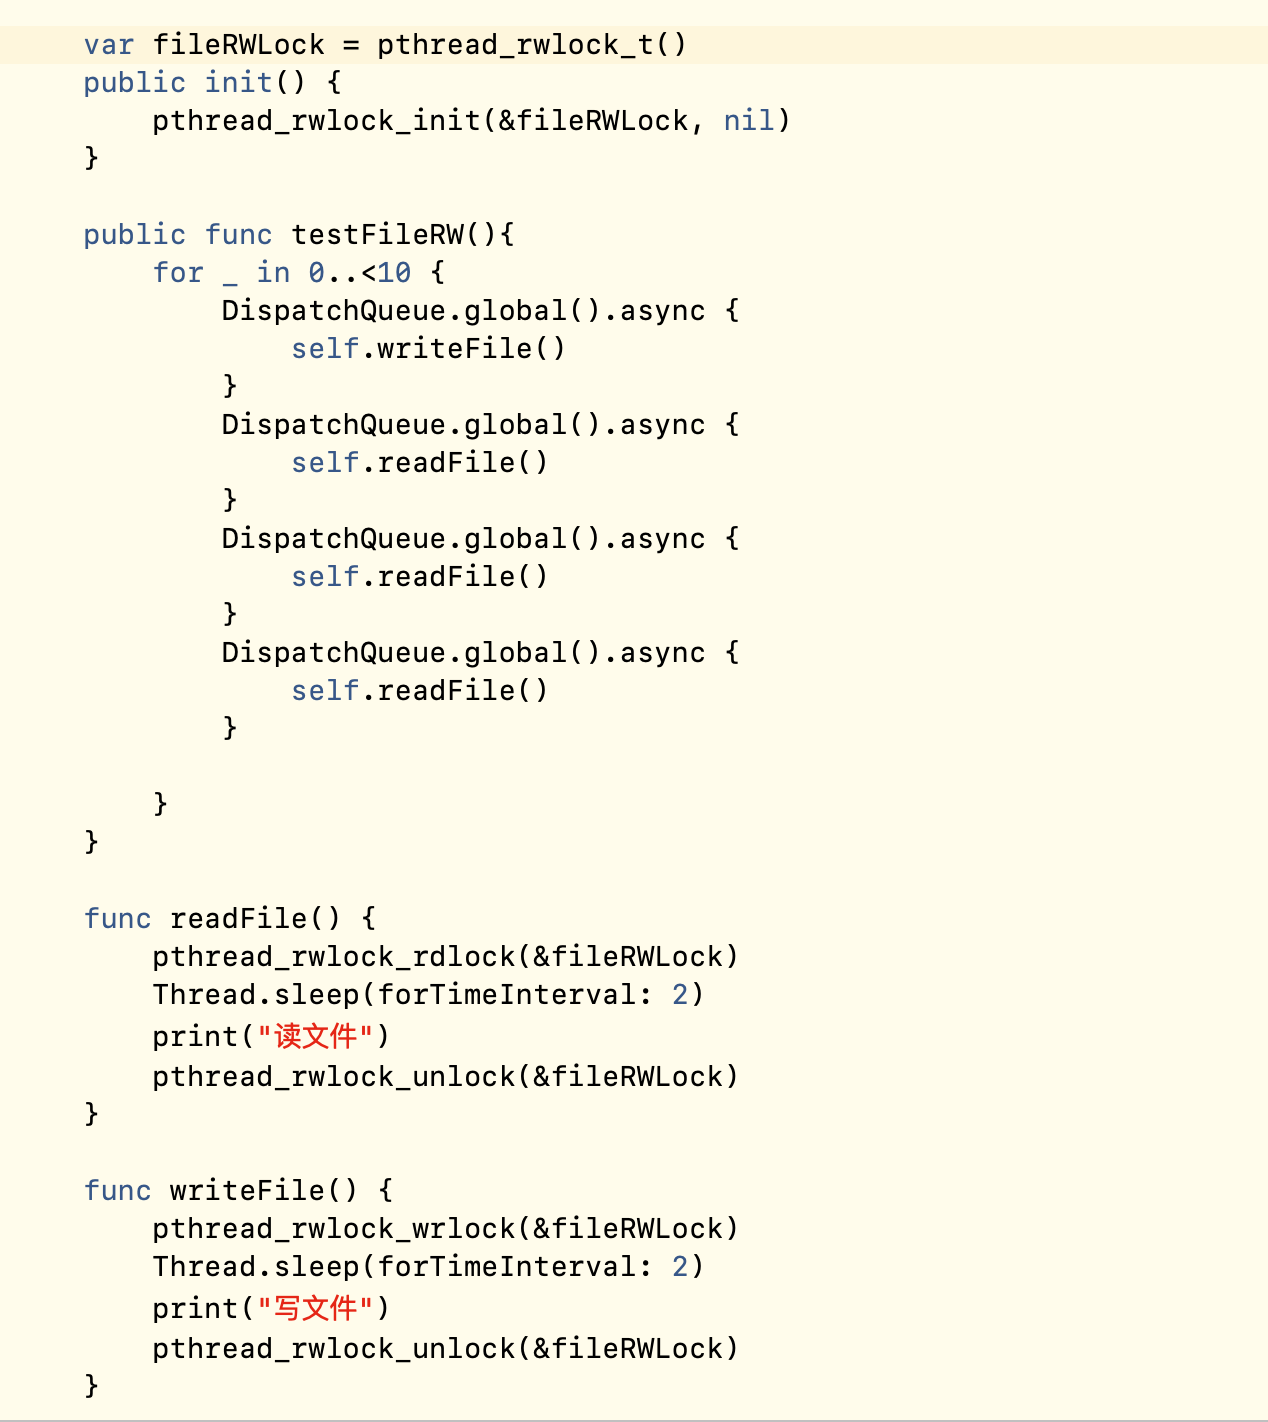 var fileRWLock = pthread_rwlock_t()
public init() {
    pthread_rwlock_init(&fileRWLock, nil)
}

public func testFileRW(){
    for _ in 0..<10 {
        DispatchQueue.global().async {
            self.writeFile()
        }
        DispatchQueue.global().async {
            self.readFile()
        }
        DispatchQueue.global().async {
            self.readFile()
        }
        DispatchQueue.global().async {
            self.readFile()
        }

    }
}

func readFile() {
    pthread_rwlock_rdlock(&fileRWLock)
    Thread.sleep(forTimeInterval: 2)
    print("读文件")
    pthread_rwlock_unlock(&fileRWLock)
}

func writeFile() {
    pthread_rwlock_wrlock(&fileRWLock)
    Thread.sleep(forTimeInterval: 2)
    print("写文件")
    pthread_rwlock_unlock(&fileRWLock)
}